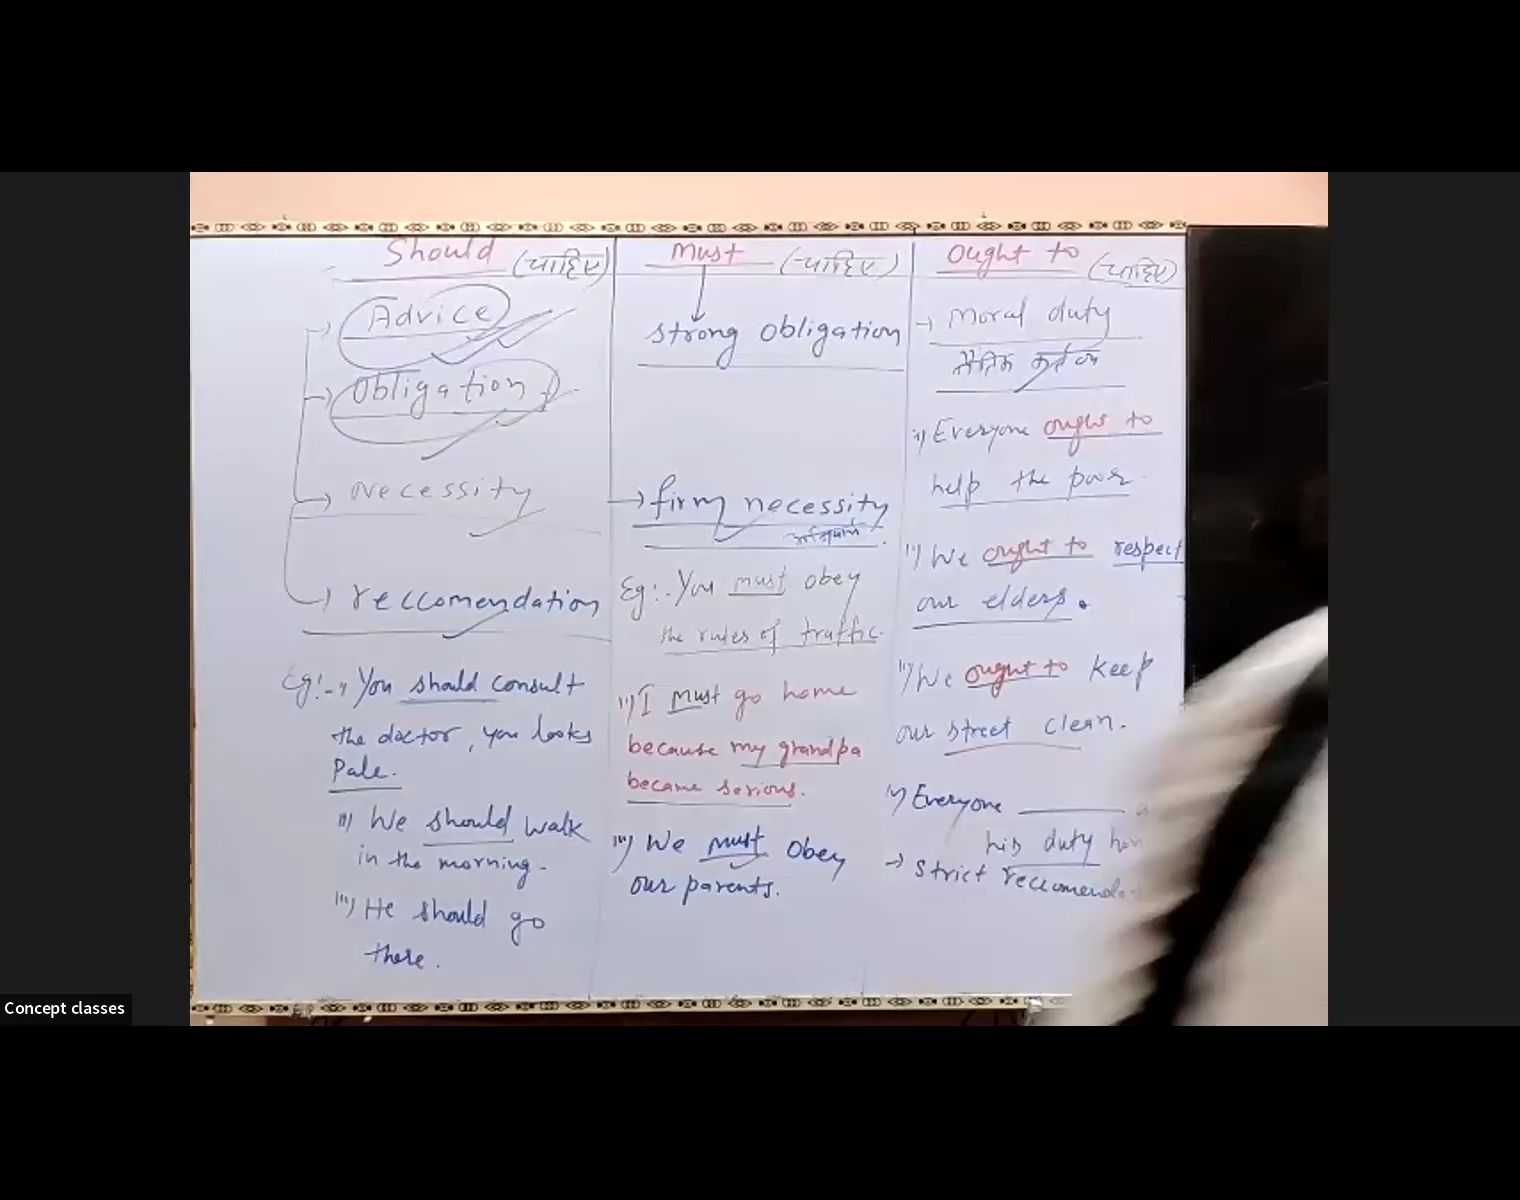 Should (चाहिए)
Advice
Obligation
Necessity
reccomendation
Eg:- i) You should consult
the doctor, you looks
Pale.
ii) We should walk
in the morning.
iii) He should go
there.
Must (चाहिए)
strong obligation
firm necessity
अनिवार्य
Eg:. You must obey
the rules of traffic.
ii) I must go home
because my grandpa
became serious.
iii) We must obey
our parents.
Ought to (चाहिए)
Moral duty
नैतिक कर्तव्य
i) Everyone ought to
help the poor.
ii) We ought to respect
our elders.
iii) We ought to keep
our street clean.
iv) Everyone ________
his duty
strict
Concept classes